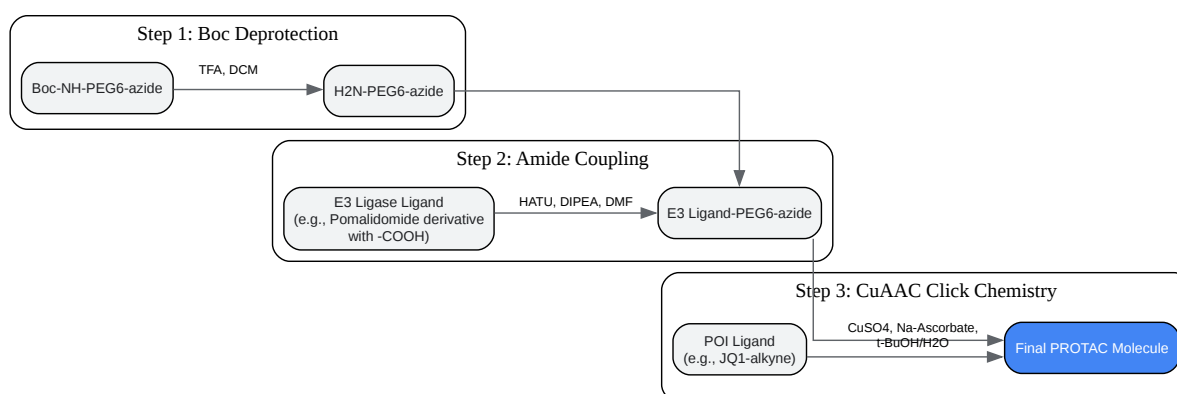 Step 1: Boc Deprotection
Boc-NH-PEG6-azide
TFA, DCM
H2N-PEG6-azide
Step 2: Amide Coupling
E3 Ligase Ligand
(e.g., Pomalidomide derivative
with -COOH)
HATU, DIPEA, DMF
E3 Ligand-PEG6-azide
Step 3: CuAAC Click Chemistry
POI Ligand
(e.g., JQ1-alkyne)
CuSO4, Na-Ascorbate,
t-BuOH/H2O
Final PROTAC Molecule